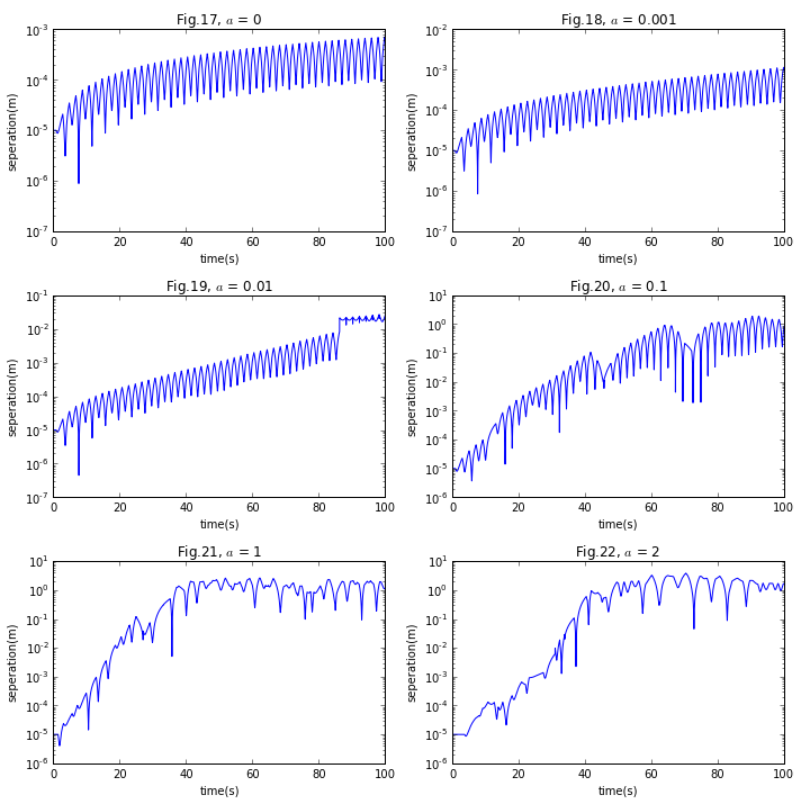 Fig.17, a = 0
Fig.18, a = 0.001
10^-3
10^-4
10^-5
10^-6
10^-7
seperation(m)
0 20 40 60 80 100
time(s)
10^-2
10^-3
10^-4
10^-5
10^-6
10^-7
seperation(m)
0 20 40 60 80 100
time(s)
Fig.19, a = 0.01
Fig.20, a = 0.1
10^-1
10^-2
10^-3
10^-4
10^-5
10^-6
10^-7
seperation(m)
0 20 40 60 80 100
time(s)
10^1
10^0
10^-1
10^-2
10^-3
10^-4
10^-5
10^-6
seperation(m)
0 20 40 60 80 100
time(s)
Fig.21, a = 1
Fig.22, a = 2
10^1
10^0
10^-1
10^-2
10^-3
10^-4
10^-5
10^-6
seperation(m)
0 20 40 60 80 100
time(s)
10^1
10^0
10^-1
10^-2
10^-3
10^-4
10^-5
10^-6
seperation(m)
0 20 40 60 80 100
time(s)